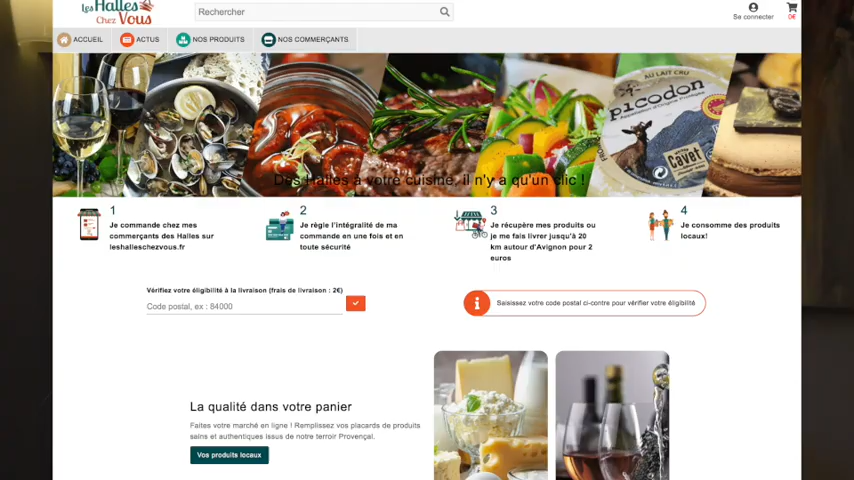 les Halles
Chez Vous
Rechercher
Se connecter
0€
ACCUEIL
ACTUS
NOS PRODUITS
NOS COMMERÇANTS
AU LAIT CRU
picodon
Appellation d'Origine Protégée
CAVET
Des Halles à votre cuisine, il n'y a qu'un clic !
1
Je commande chez mes
commerçants des Halles sur
leshalleschezvous.fr
2
Je règle l'intégralité de ma
commande en une fois et en
toute sécurité
3
Je récupère mes produits ou
je me fais livrer jusqu'à 20
km autour d'Avignon pour 2
euros
4
Je consomme des produits
locaux!
Vérifiez votre éligibilité à la livraison (frais de livraison : 2€)
Code postal, ex : 84000
Saisissez votre code postal ci-contre pour vérifier votre éligibilité
La qualité dans votre panier
Faites votre marché en ligne ! Remplissez vos placards de produits
sains et authentiques issus de notre terroir Provençal.
Vos produits locaux